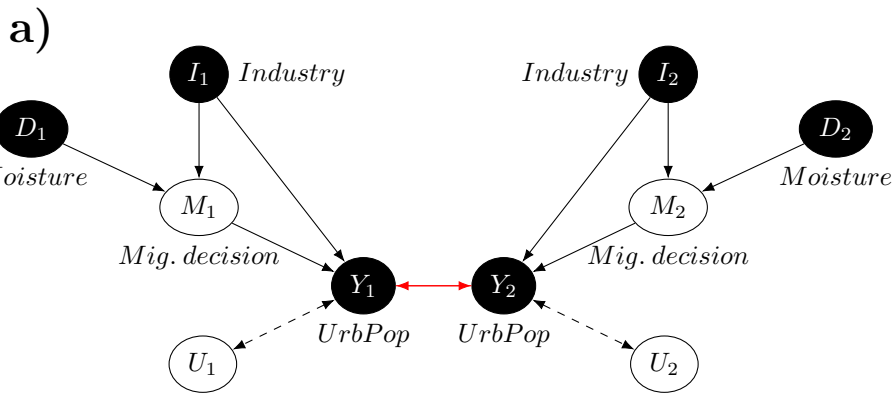 a)
I1 Industry
Industry I2
D1
D2
oisture
Moisture
M1
M2
Mig. decision
Mig. decision
Y1
Y2
UrbPop
UrbPop
U1
U2